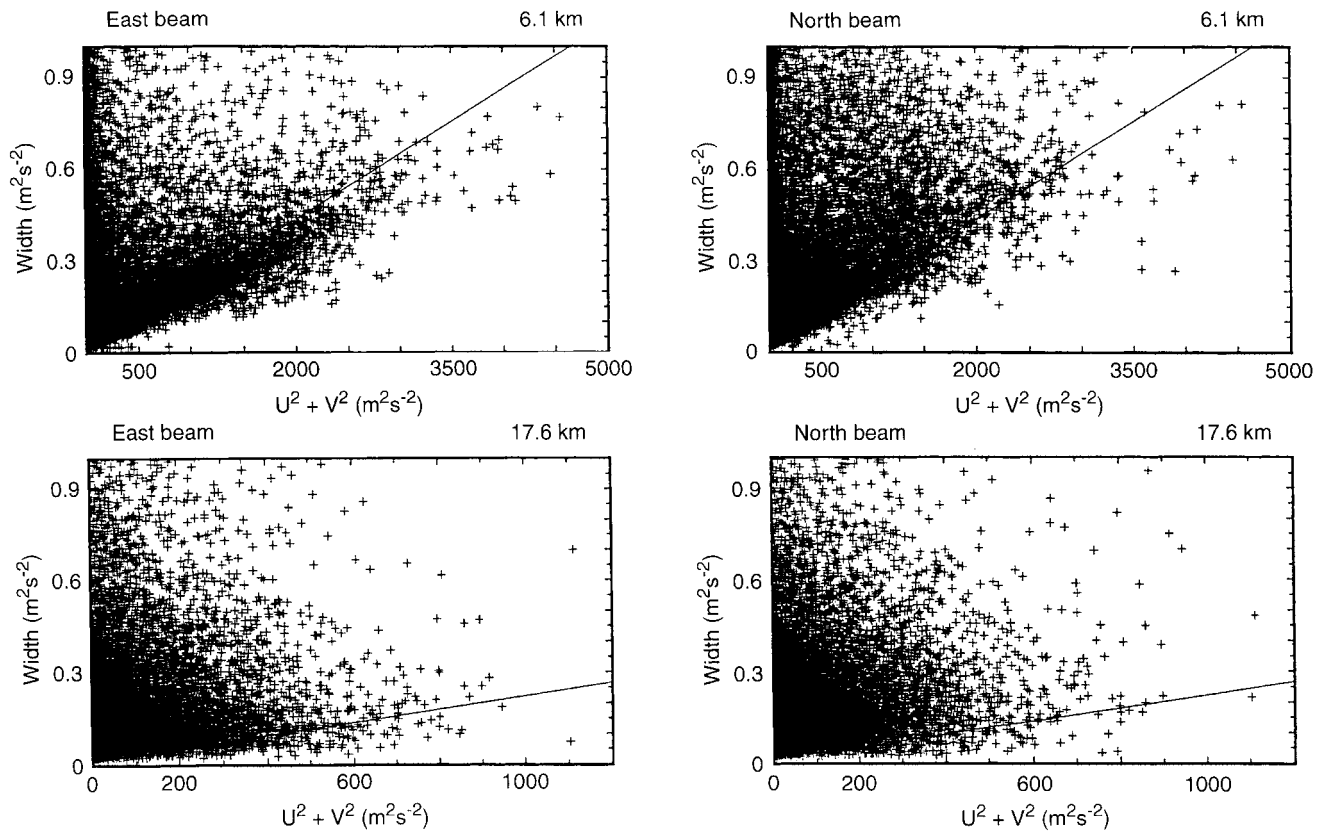 East beam 6.1 km
0.9
0.6
0.3
0
Width (m²s⁻²)
500 2000 3500 5000
U² + V² (m²s⁻²)
North beam 6.1 km
0.9
0.6
0.3
0
Width (m²s⁻²)
500 2000 3500 5000
U² + V² (m²s⁻²)
East beam 17.6 km
0.9
0.6
0.3
0
Width (m²s⁻²)
0 200 600 1000
U² + V² (m²s⁻²)
North beam 17.6 km
0.9
0.6
0.3
0
Width (m²s⁻²)
0 200 600 1000
U² + V² (m²s⁻²)